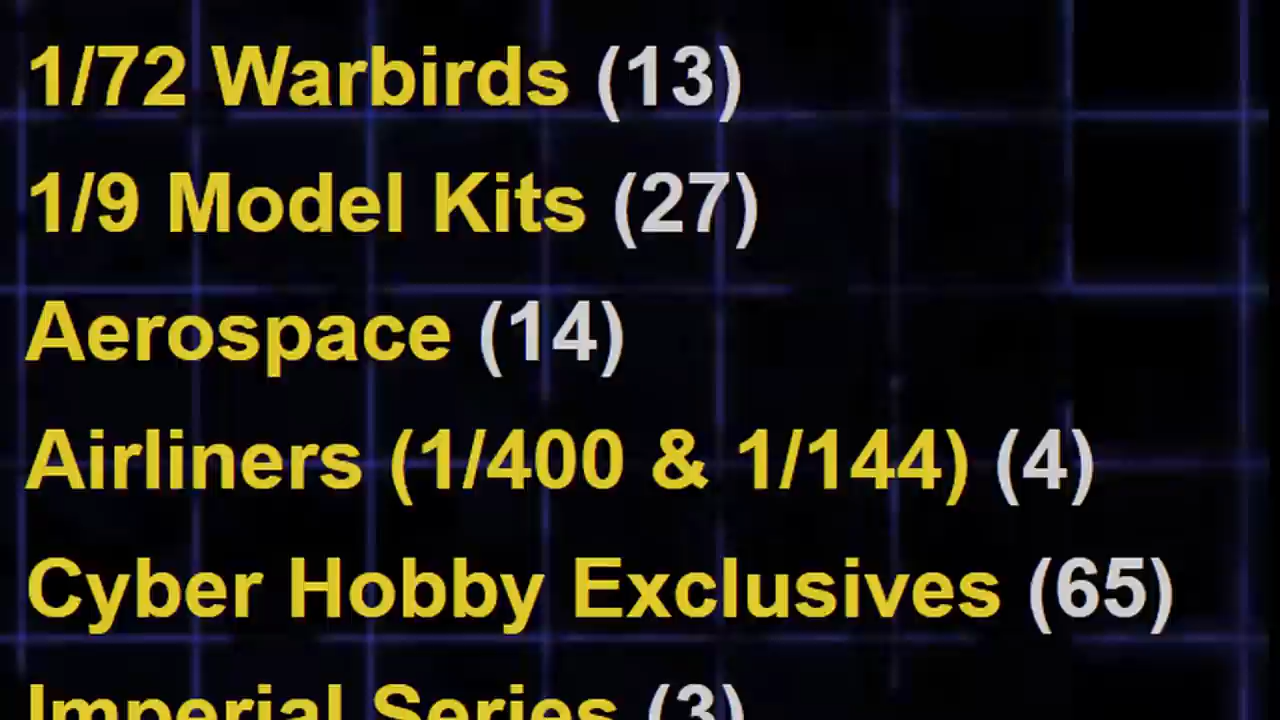 1/72 Warbirds (13)
1/9 Model Kits (27)
Aerospace (14)
Airliners (1/400 & 1/144) (4)
Cyber Hobby Exclusives (65)
Imperial Series (3)